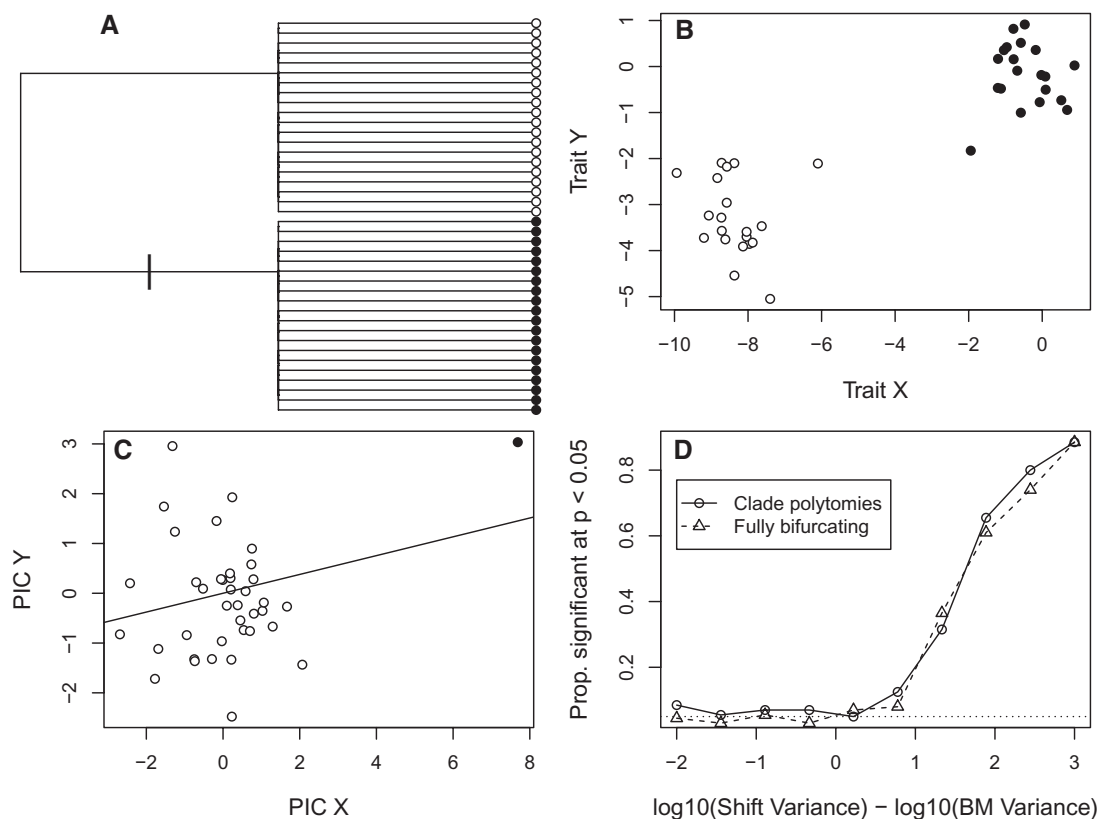 A
B
Trait Y
1
0
−1
−2
−3
−4
−5
−10
−8
−6
−4
−2
0
Trait X
C
PIC Y
3
2
1
0
−1
−2
−2
0
2
4
6
8
PIC X
D
Prop. significant at p < 0.05
0.8
0.6
0.4
0.2
Clade polytomies
Fully bifurcating
−2
−1
0
1
2
3
log10(Shift Variance) − log10(BM Variance)